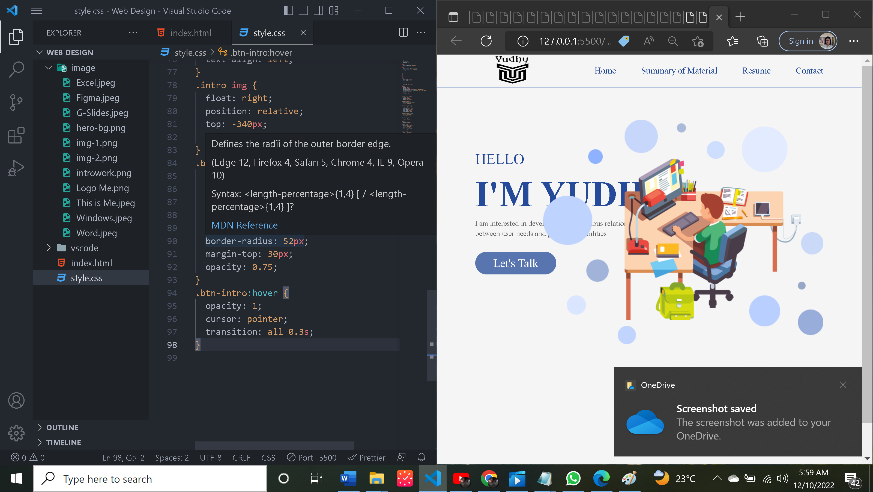 style.css - Web Design - Visual Studio Code
EXPLORER
index.html
style.css
127.0.0.1:5500/...
Sign in
WEB DESIGN
style.css > .btn-intro:hover
image
Excel.jpeg
Figma.jpeg
G-Slides.jpeg
hero-bg.png
img-1.png
img-2.png
introwork.png
Logo Me.png
This is Me.jpeg
Windows.jpeg
Word.jpeg
vscode
index.html
style.css
OUTLINE
TIMELINE
77 }
78 .intro img {
79 float: right;
80 position: relative;
81 top: -340px;
82
83 }
84 .b
85
86
87
88
89
90 border-radius: 52px;
91 margin-top: 30px;
92 opacity: 0.75;
93 }
94 .btn-intro:hover {
95 opacity: 1;
96 cursor: pointer;
97 transition: all 0.3s;
98 }
99
Defines the radii of the outer border edge.
(Edge 12, Firefox 4, Safari 5, Chrome 4, IE 9, Opera
10)
Syntax: <length-percentage>{1,4} [ / <length-
percentage>{1,4} ]?
MDN Reference
Yudhy
Home
Summary of Material
Resume
Contact
HELLO
I'M YUDH
I am interested in
between user needs and
Let's Talk
OneDrive
Screenshot saved
The screenshot was added to your
OneDrive.
0 0
Ln 98, Col 2
Spaces: 2
UTF-8
CRLF
CSS
Port : 5500
Prettier
Type here to search
23°C
5:59 AM
12/10/2022